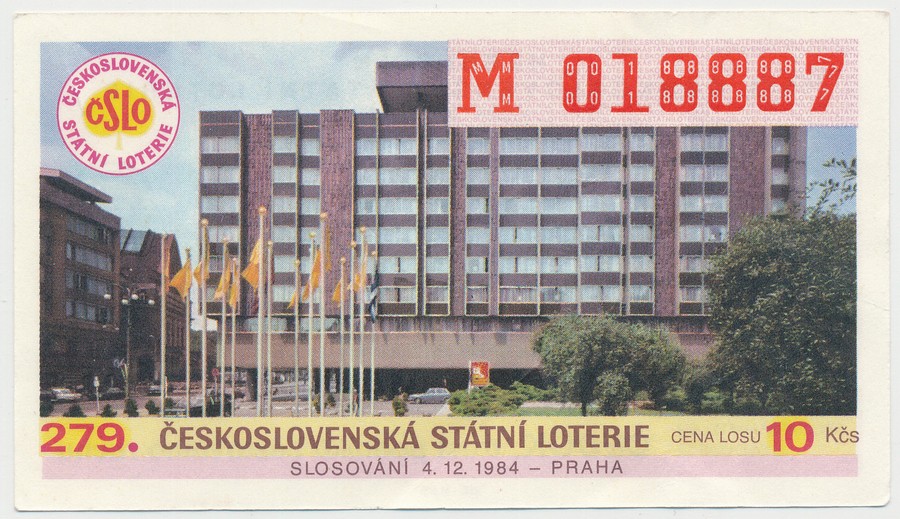 ČESKOSLOVENSKÁ
ČSLO
STÁTNÍ LOTERIE
M 018887
279. ČESKOSLOVENSKÁ STÁTNÍ LOTERIE CENA LOSU 10 Kčs
SLOSOVÁNÍ 4. 12. 1984 – PRAHA